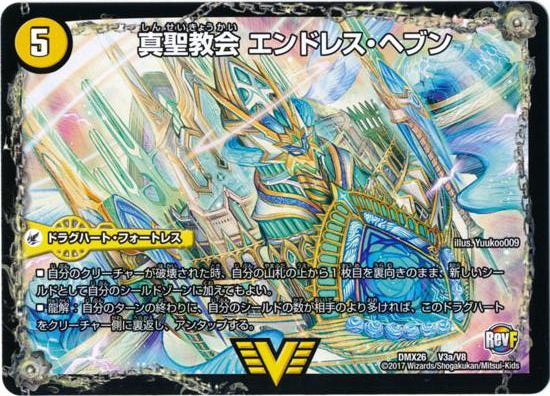 5
しん せい きょう かい
真聖教会 エンドレス・ヘブン
ドラグハート・フォートレス
illus. Yuukoo009
■ 自分のクリーチャーが破壊された時、自分の山札の上から1枚目を裏向きのまま、新しいシー
ルドとして自分のシールドゾーンに加えてもよい。
■ 龍解:自分のターンの終わりに、自分のシールドの数が相手のより多ければ、このドラグハート
をクリーチャー側に裏返し、アンタップする。
RevF
V
DMX26 V3a/V8
©2017 Wizards/Shogakukan/Mitsui-Kids